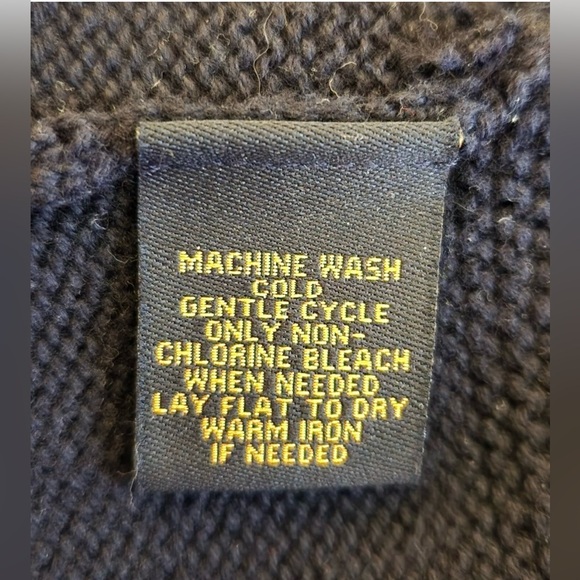 MACHINE WASH
COLD
GENTLE CYCLE
ONLY NON-
CHLORINE BLEACH
WHEN NEEDED
LAY FLAT TO DRY
WARM IRON
IF NEEDED